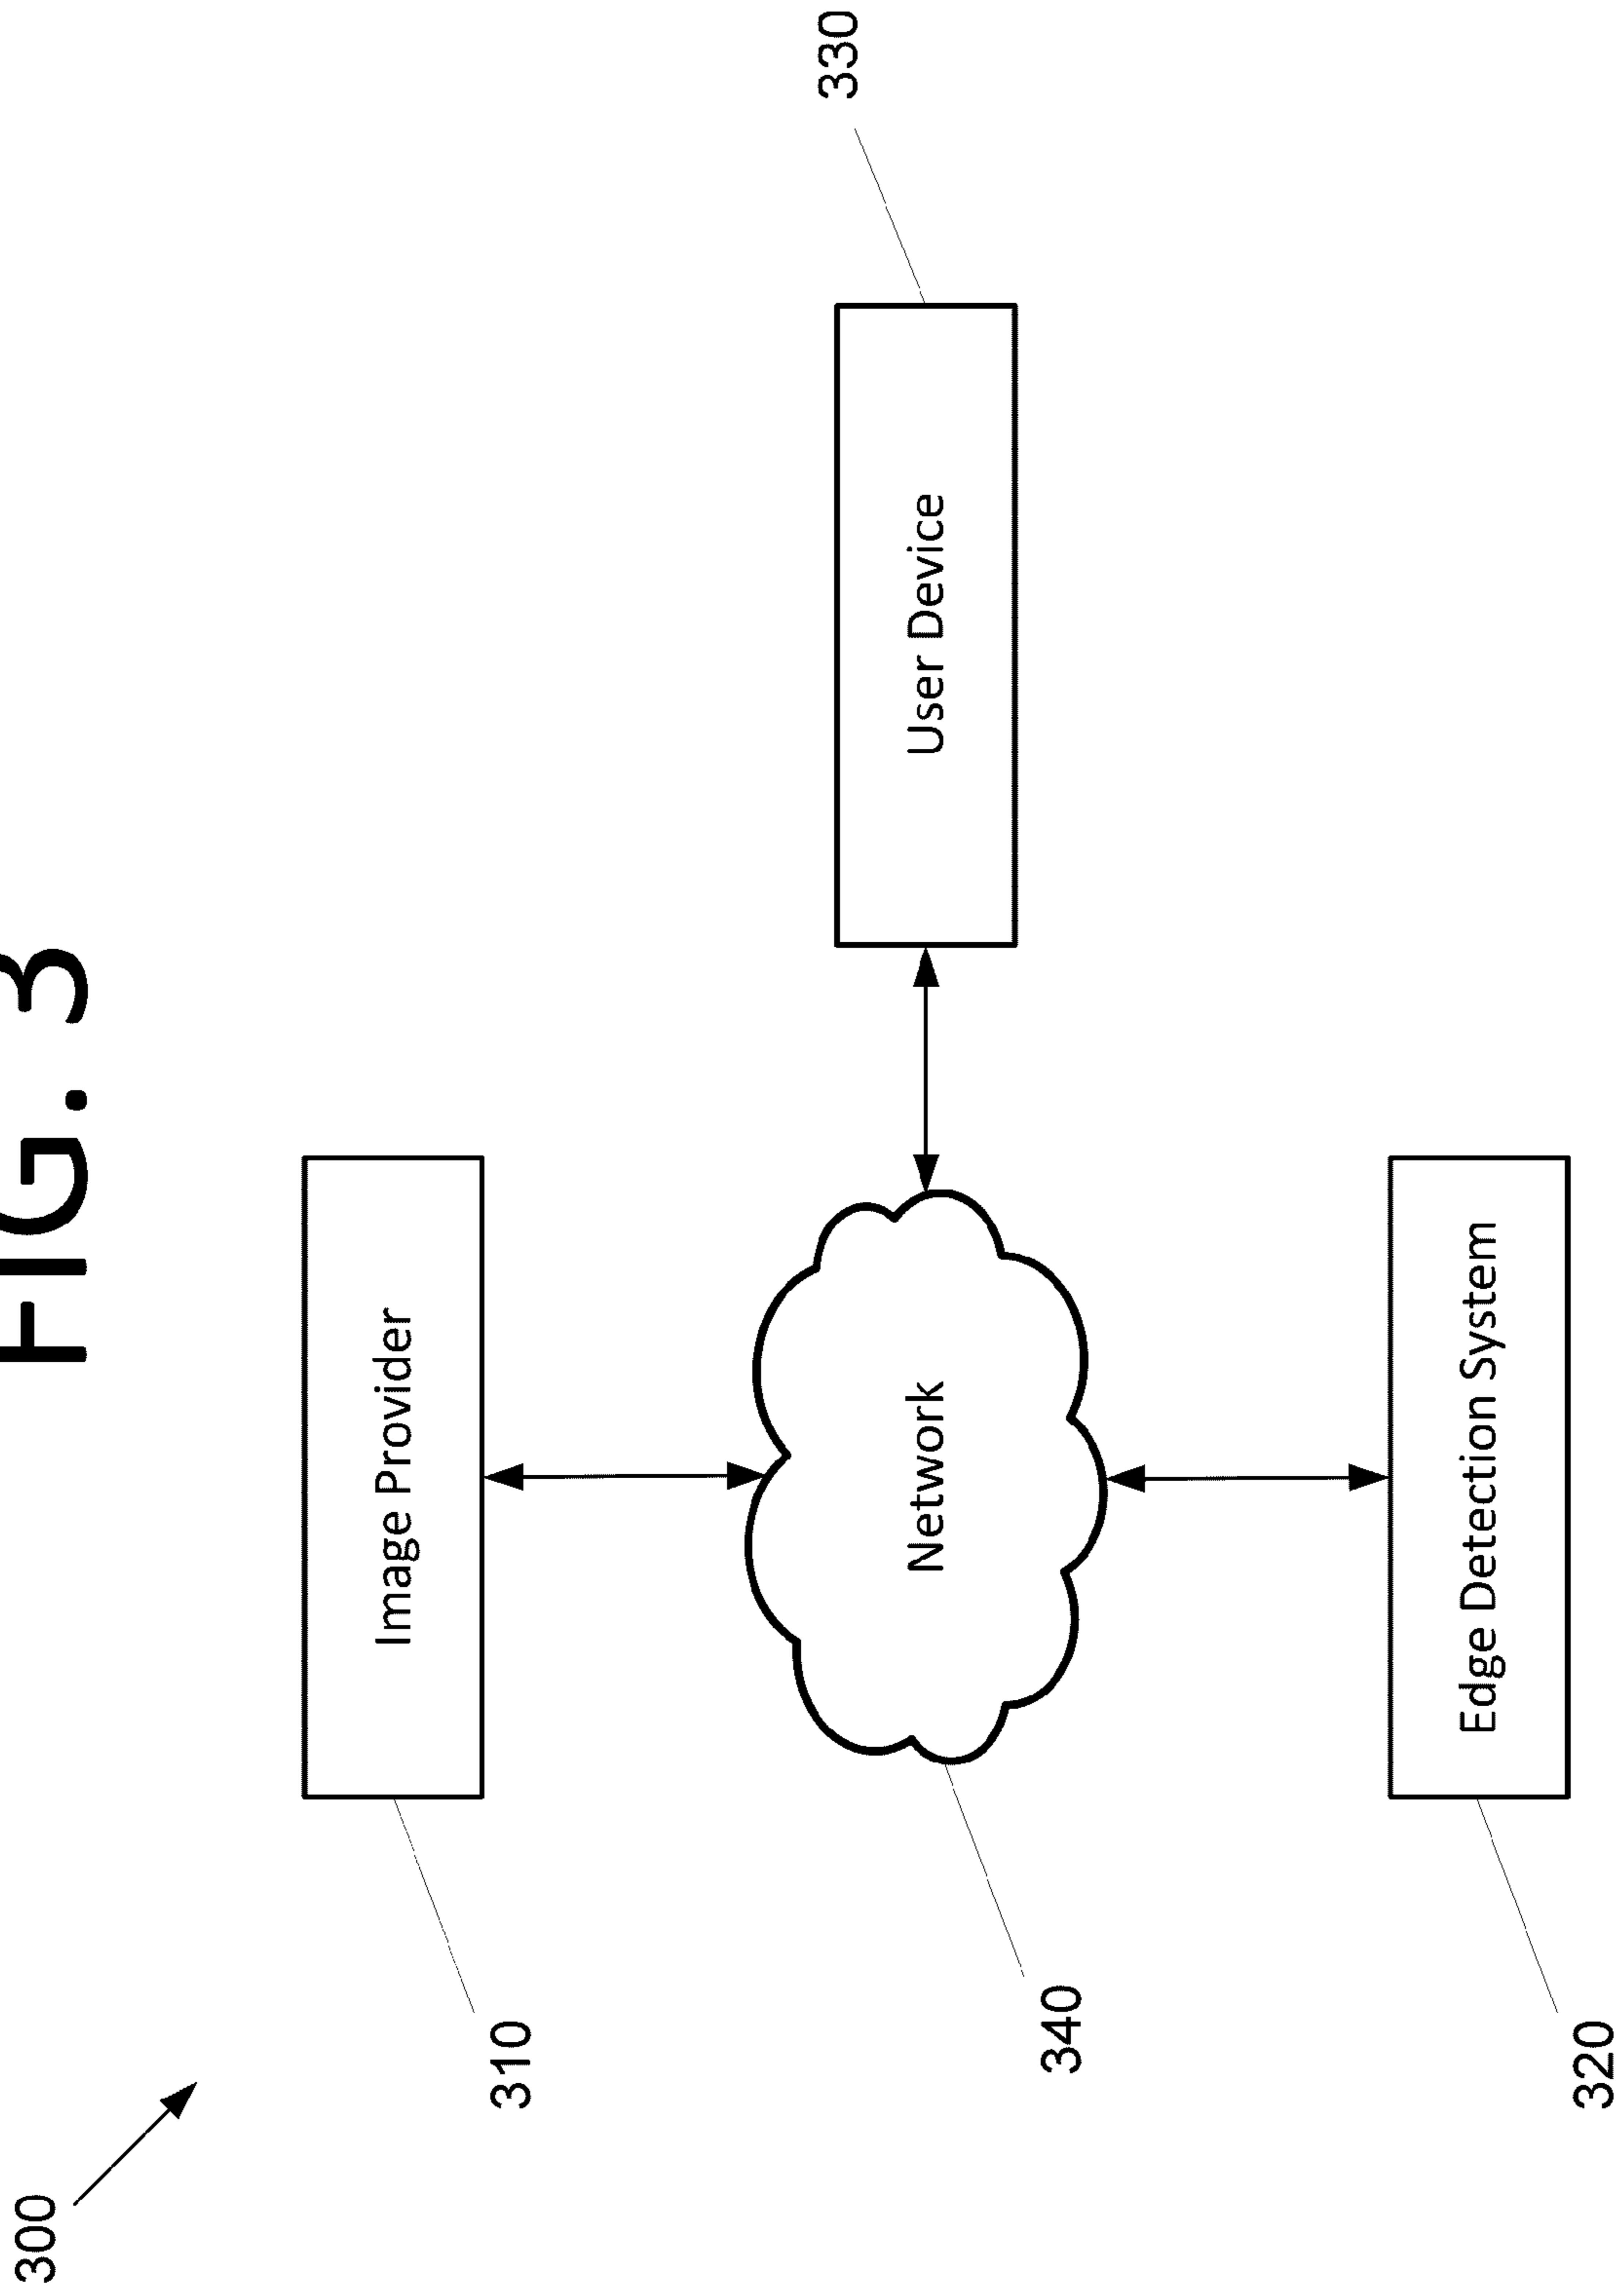 FIG. 3
300
310
Image Provider
330
User Device
340
Network
320
Edge Detection System